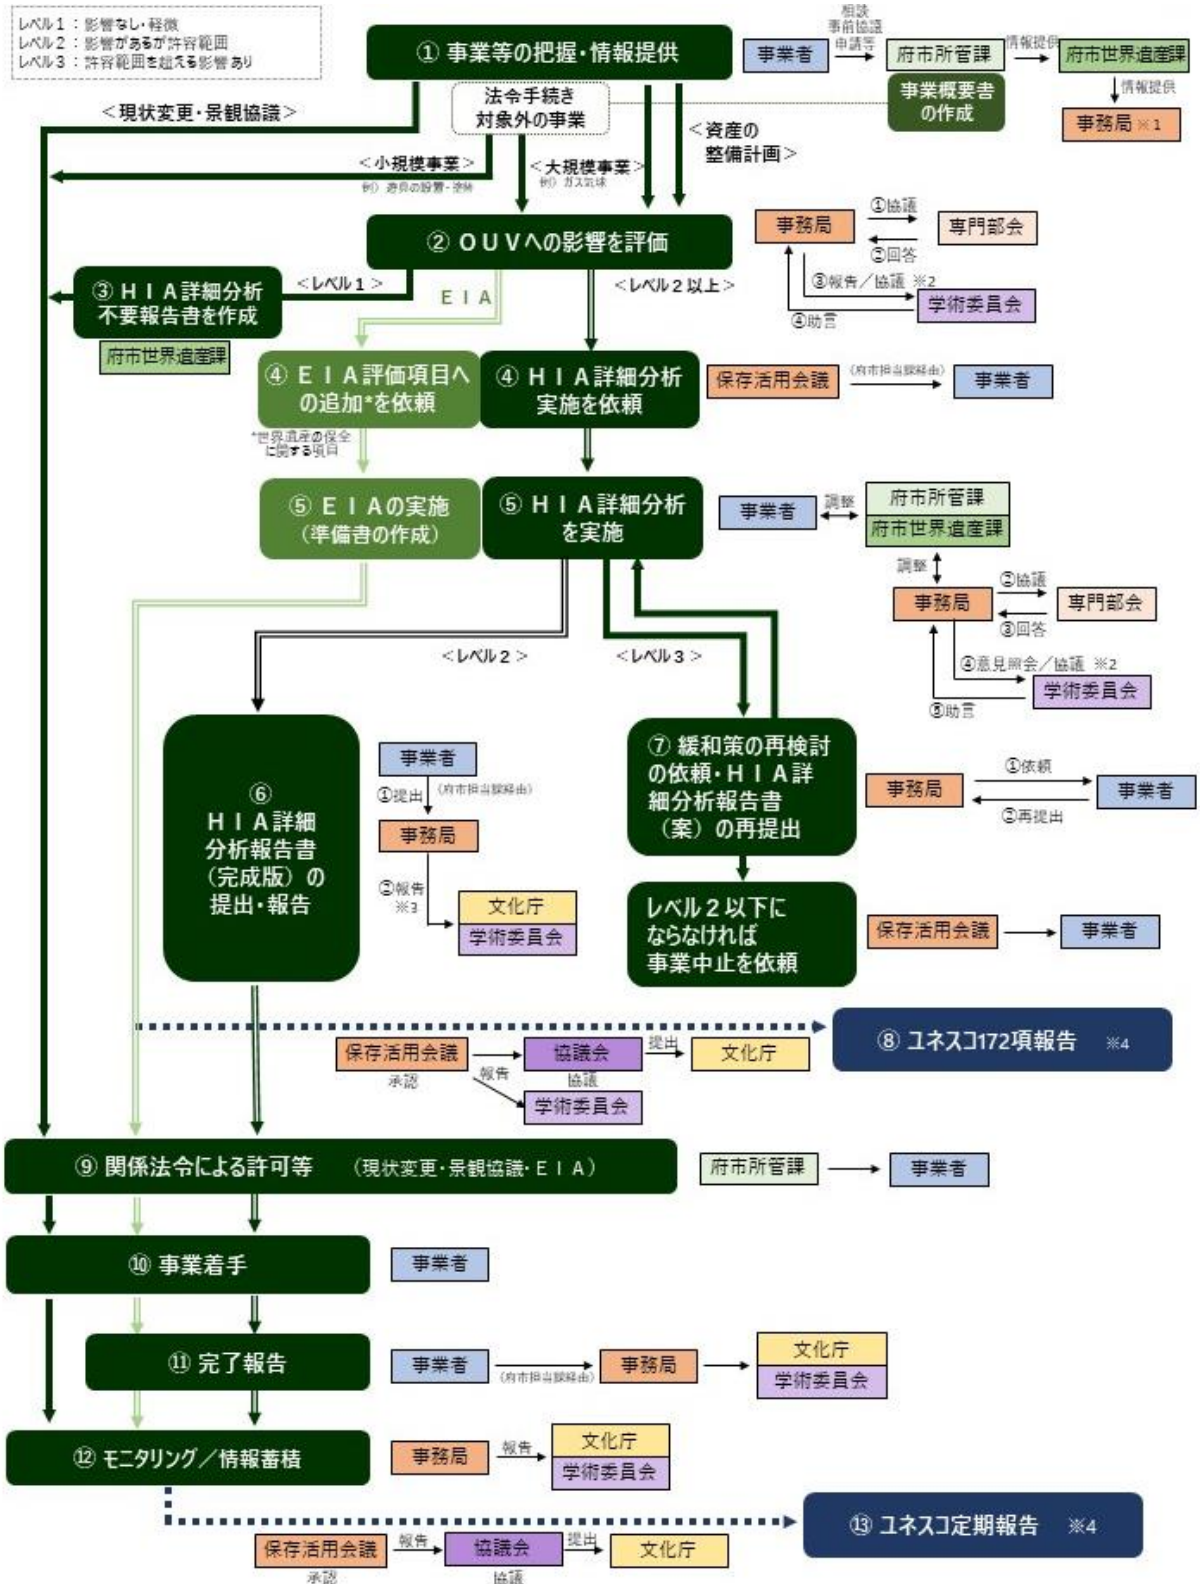 レベル1：影響なし・軽微
レベル2：影響があるが許容範囲
レベル3：許容範囲を超える影響あり
① 事業等の把握・情報提供
事業者
相談
事前協議
申請等
府市所管課
情報提供
府市世界遺産課
情報提供
事務局※1
事業概要書
の作成
法令手続き
対象外の事業
＜現状変更・景観協議＞
＜小規模事業＞
例）遊具の設置・塗装
＜大規模事業＞
例）ガス気球
＜資産の
整備計画＞
② ＯＵＶへの影響を評価
事務局
①協議
専門部会
②回答
③報告／協議 ※2
学術委員会
④助言
＜レベル1＞
ＥＩＡ
＜レベル2以上＞
③ ＨＩＡ詳細分析
不要報告書を作成
府市世界遺産課
④ ＥＩＡ評価項目へ
の追加*を依頼
*世界遺産の保全
に関する項目
④ ＨＩＡ詳細分析
実施を依頼
保存活用会議
（府市担当課経由）
事業者
⑤ ＥＩＡの実施
（準備書の作成）
⑤ ＨＩＡ詳細分析
を実施
事業者
調整
府市所管課
府市世界遺産課
調整
事務局
②協議
専門部会
③回答
④意見照会／協議 ※2
学術委員会
⑤助言
＜レベル2＞
＜レベル3＞
⑥
ＨＩＡ詳細
分析報告書
（完成版）の
提出・報告
事業者
①提出
（府市担当課経由）
事務局
②報告
※3
文化庁
学術委員会
⑦ 緩和策の再検討
の依頼・ＨＩＡ詳
細分析報告書
（案）の再提出
事務局
①依頼
事業者
②再提出
レベル2以下に
ならなければ
事業中止を依頼
保存活用会議
事業者
⑧ ユネスコ172項報告 ※4
保存活用会議
承認
報告
協議会
協議
提出
文化庁
学術委員会
⑨ 関係法令による許可等 （現状変更・景観協議・ＥＩＡ）
府市所管課
事業者
⑩ 事業着手
事業者
⑪ 完了報告
事業者
（府市担当課経由）
事務局
文化庁
学術委員会
⑫ モニタリング／情報蓄積
事務局
報告
文化庁
学術委員会
⑬ ユネスコ定期報告 ※4
保存活用会議
承認
報告
協議会
協議
提出
文化庁